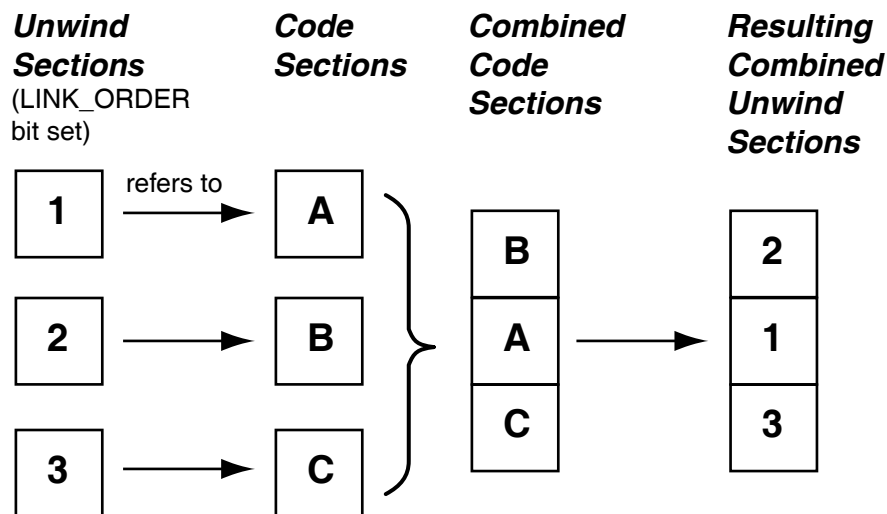 Unwind
Sections
(LINK_ORDER
bit set)
Code
Sections
Combined
Code
Sections
Resulting
Combined
Unwind
Sections
1
refers to
A
2
B
3
C
B
A
C
2
1
3